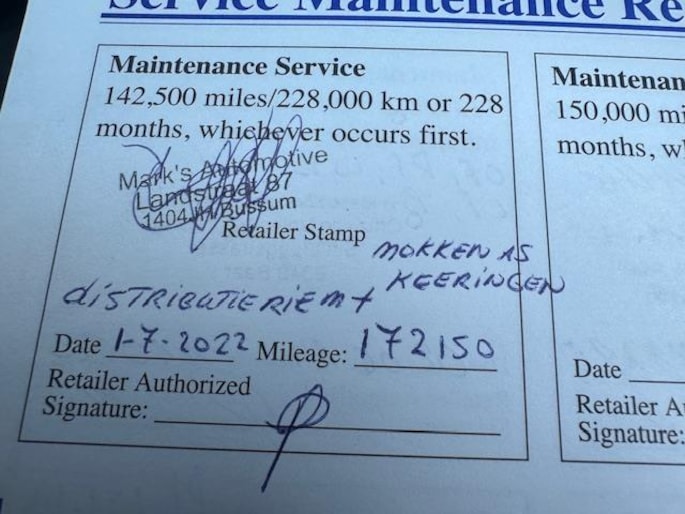 Service Maintenance Re
Maintenance Service
142,500 miles/228,000 km or 228
months, whichever occurs first.
Mark's Automotive
Landstraat 87
1404 JH Bussum
Retailer Stamp
NOKKEN AS
KEERINGEN
DISTRIBUTIERIEM +
Date 1-7-2022 Mileage: 172150
Retailer Authorized
Signature:
Maintenan
150,000 mi
months, w
Date
Retailer A
Signature: